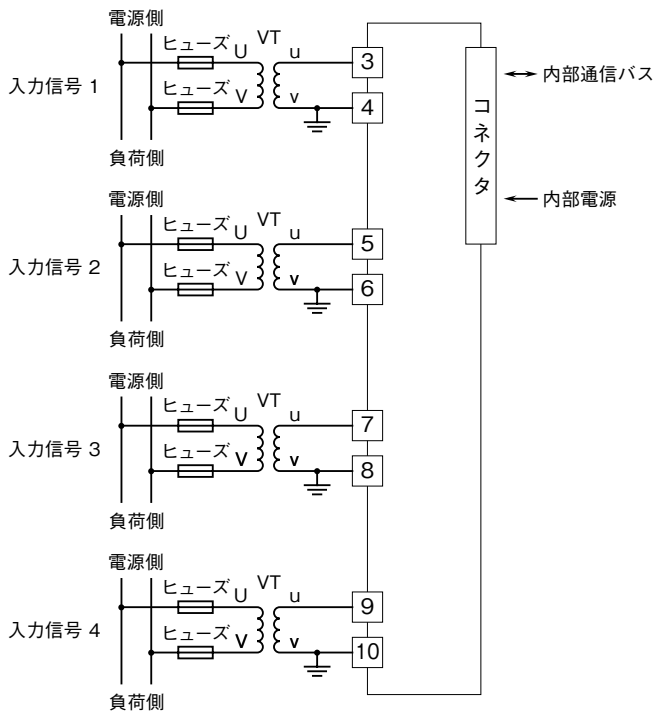 電源側
ヒューズ U VT u 3
入力信号 1
ヒューズ V v 4
負荷側
コネクタ
内部通信バス
内部電源
電源側
ヒューズ U VT u 5
入力信号 2
ヒューズ V v 6
負荷側
電源側
ヒューズ U VT u 7
入力信号 3
ヒューズ V v 8
負荷側
電源側
ヒューズ U VT u 9
入力信号 4
ヒューズ V v 10
負荷側